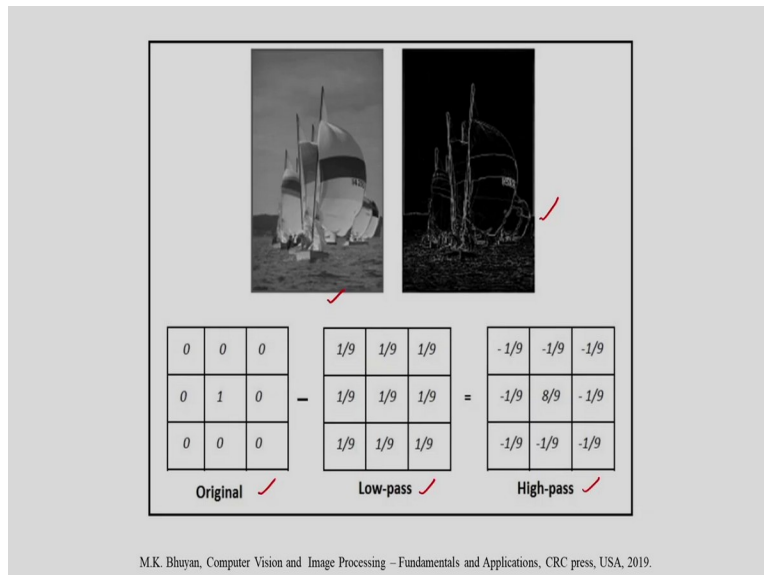 0 0 0 1/9 1/9 1/9 - 1/9 -1/9 -1/9
0 1 0 – 1/9 1/9 1/9 = -1/9 8/9 - 1/9
0 0 0 1/9 1/9 1/9 -1/9 -1/9 -1/9
Original Low-pass High-pass
M.K. Bhuyan, Computer Vision and Image Processing – Fundamentals and Applications, CRC press, USA, 2019.